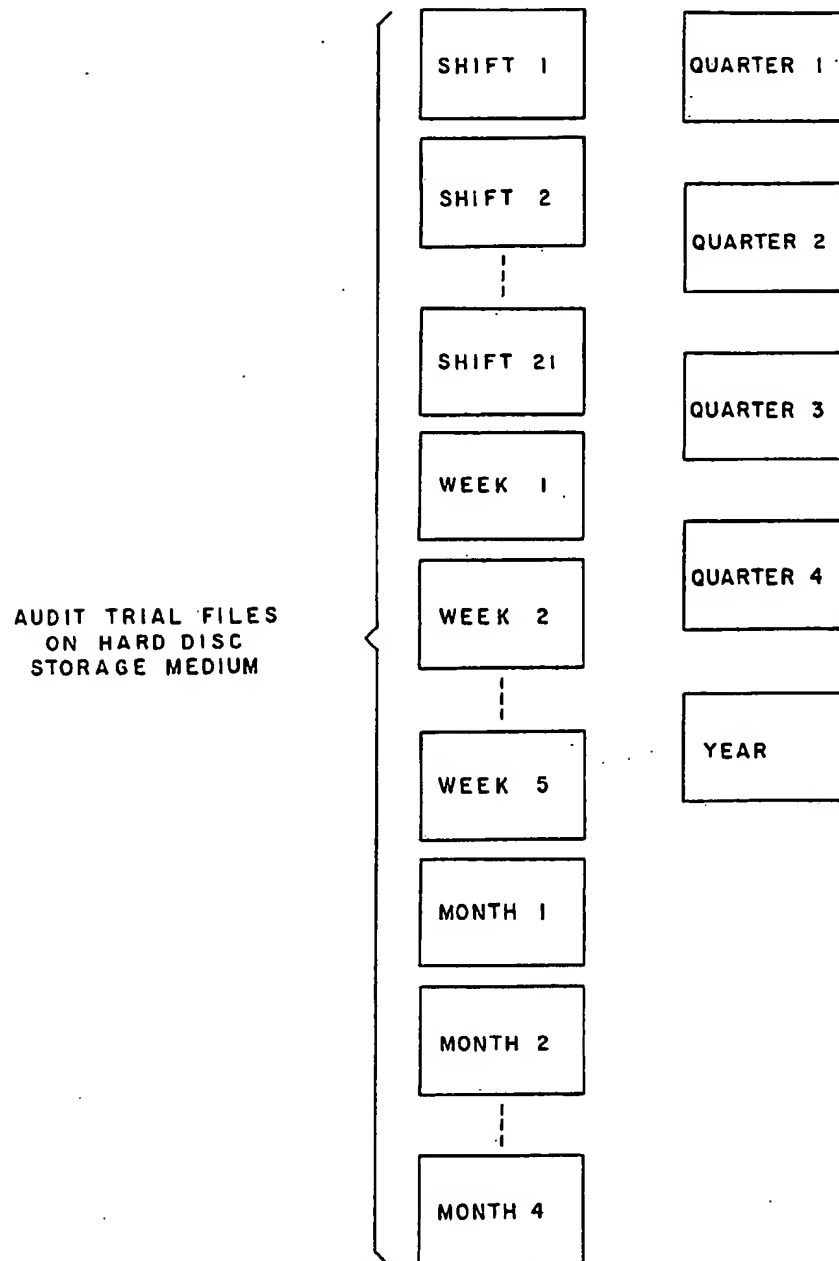 AUDIT TRIAL FILES
ON HARD DISC
STORAGE MEDIUM
SHIFT 1
SHIFT 2
SHIFT 21
WEEK 1
WEEK 2
WEEK 5
MONTH 1
MONTH 2
MONTH 4
QUARTER 1
QUARTER 2
QUARTER 3
QUARTER 4
YEAR